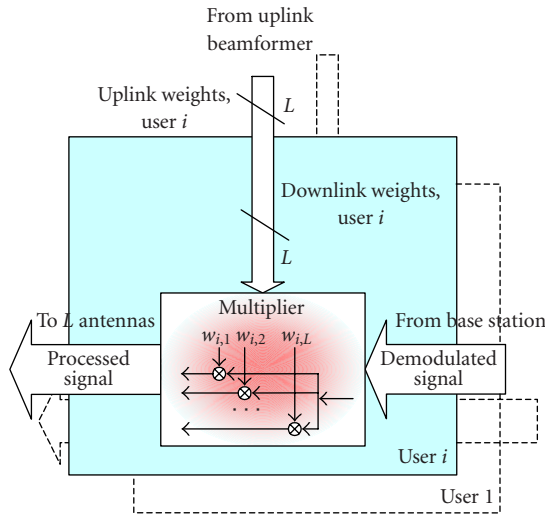 From uplink
beamformer
Uplink weights,
user i
L
Downlink weights,
user i
L
Multiplier
w_{i,1} w_{i,2} w_{i,L}
...
To L antennas
Processed
signal
From base station
Demodulated
signal
User i
User 1